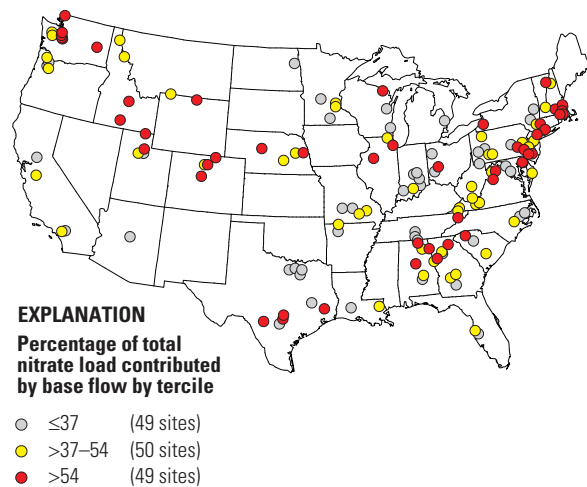 EXPLANATION
Percentage of total
nitrate load contributed
by base flow by tercile
≤37 (49 sites)
>37–54 (50 sites)
>54 (49 sites)